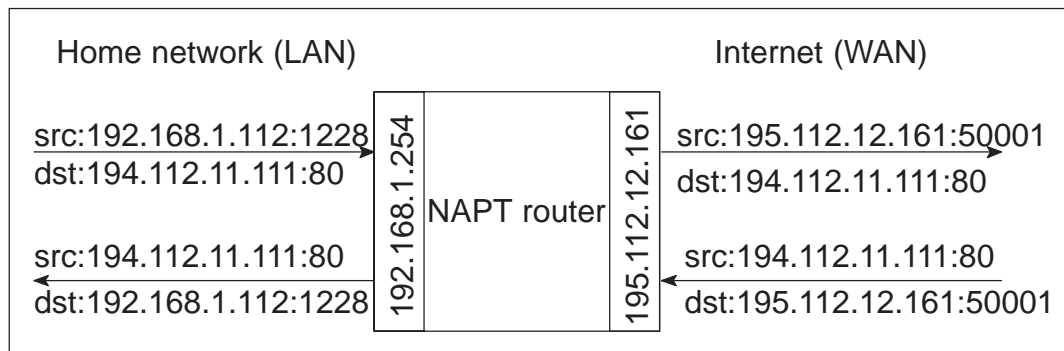 Home network (LAN)
Internet (WAN)
src:192.168.1.112:1228
dst:194.112.11.111:80
src:194.112.11.111:80
dst:192.168.1.112:1228
192.168.1.254
NAPT router
195.112.12.161
src:195.112.12.161:50001
dst:194.112.11.111:80
src:194.112.11.111:80
dst:195.112.12.161:50001